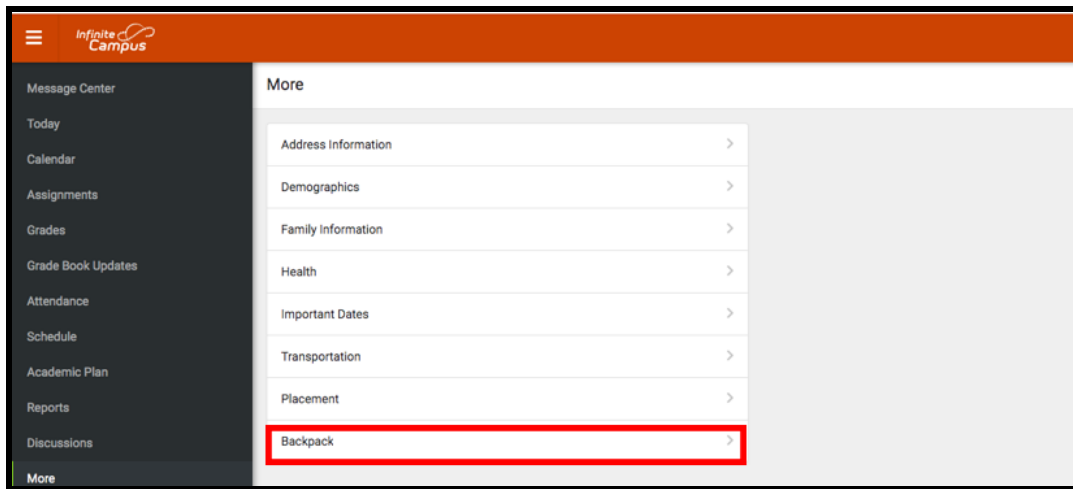 Infinite
Campus
Message Center
Today
Calendar
Assignments
Grades
Grade Book Updates
Attendance
Schedule
Academic Plan
Reports
Discussions
More
More
Address Information
Demographics
Family Information
Health
Important Dates
Transportation
Placement
Backpack